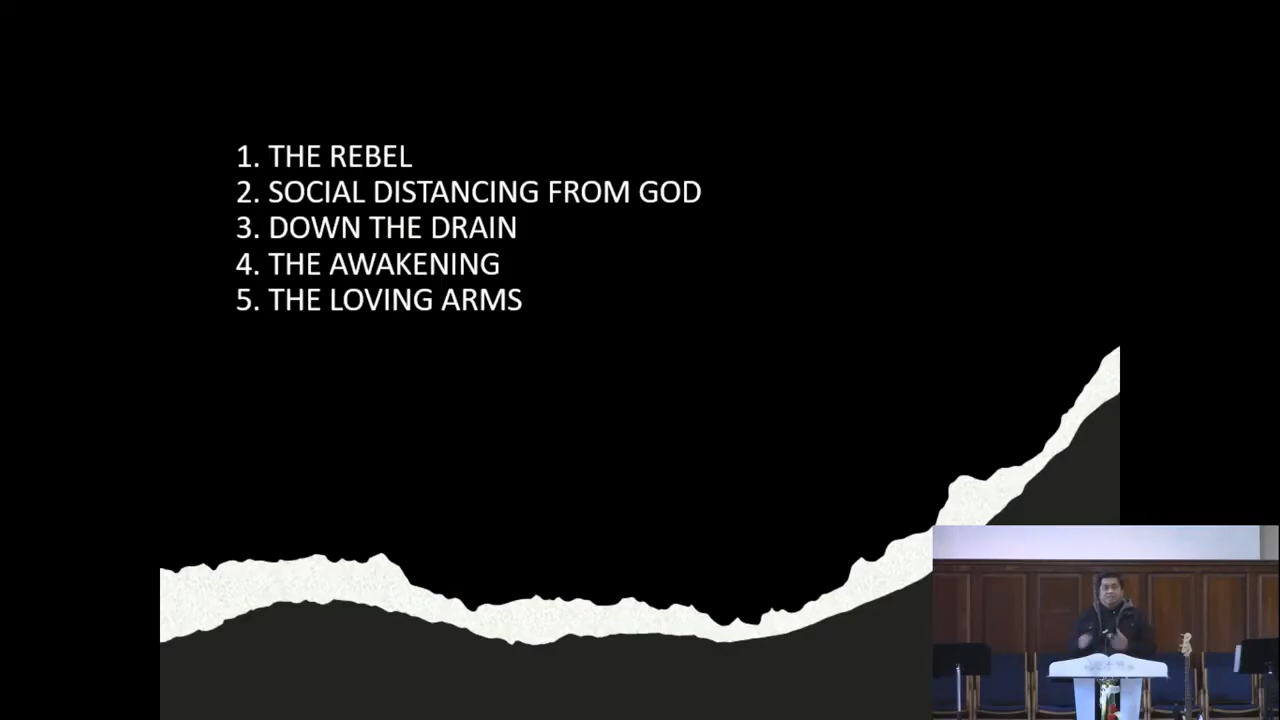 1. THE REBEL
2. SOCIAL DISTANCING FROM GOD
3. DOWN THE DRAIN
4. THE AWAKENING
5. THE LOVING ARMS